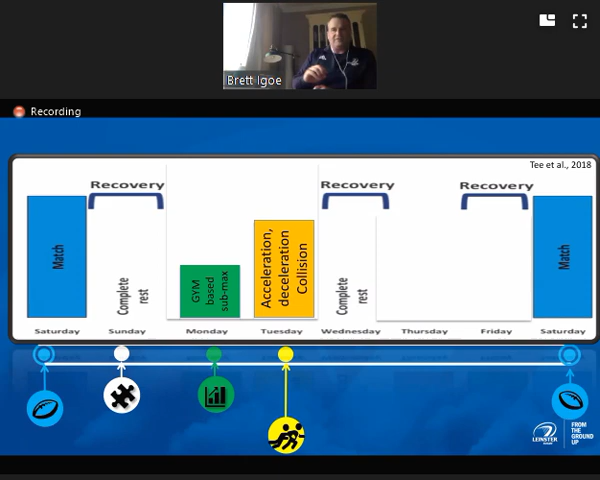 Brett Igoe
Recording
Tee et al., 2018
Recovery
Recovery
Recovery
Match
Complete
rest
GYM
based
sub-max
Acceleration,
deceleration
Collision
Complete
rest
Match
Saturday
Sunday
Monday
Tuesday
Wednesday
Thursday
Friday
Saturday
LEINSTER
FROM
THE
GROUND
UP